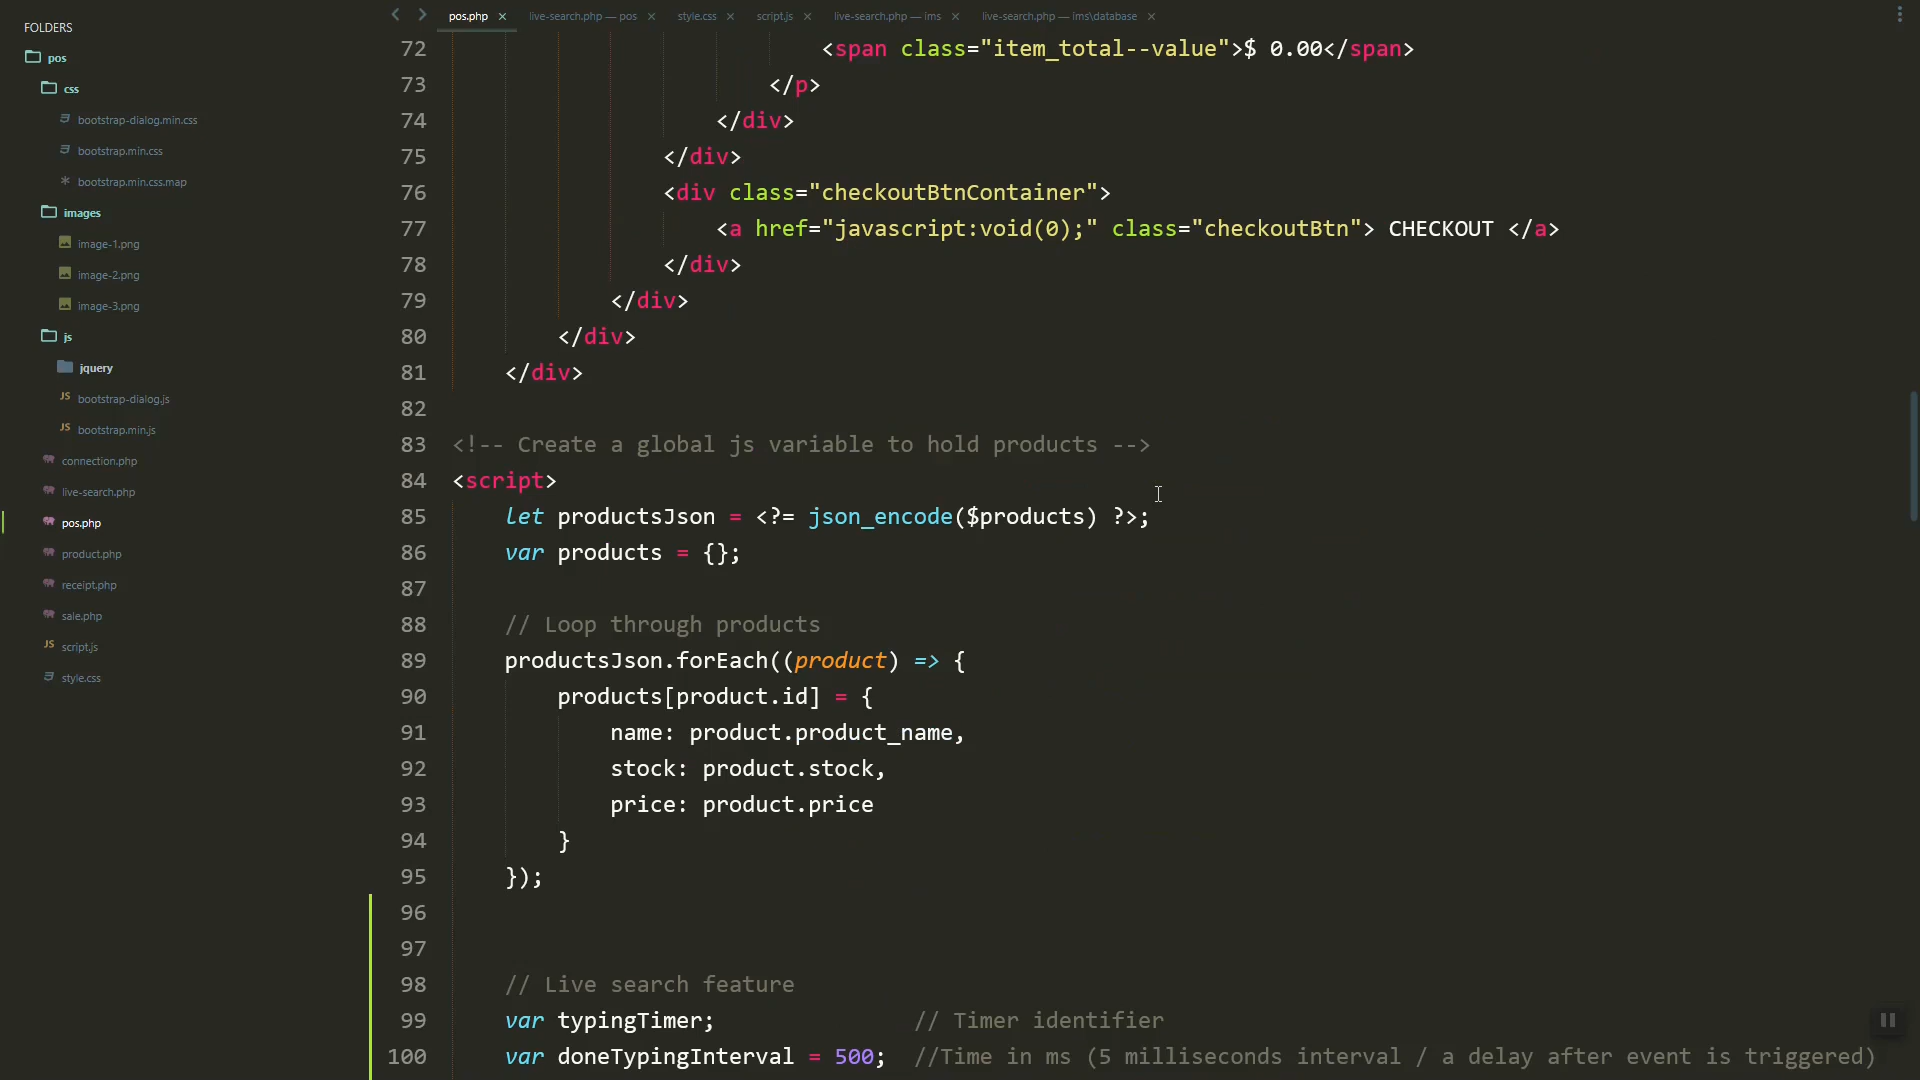 FOLDERS
pos
css
bootstrap-dialog.min.css
bootstrap.min.css
bootstrap.min.css.map
images
image-1.png
image-2.png
image-3.png
js
jquery
bootstrap-dialog.js
bootstrap.min.js
connection.php
live-search.php
pos.php
product.php
receipt.php
sale.php
script.js
style.css
pos.php × live-search.php — pos × style.css × script.js × live-search.php — ims × live-search.php — ims\database ×
72 <span class="item_total--value">$ 0.00</span>
73 </p>
74 </div>
75 </div>
76 <div class="checkoutBtnContainer">
77 <a href="javascript:void(0);" class="checkoutBtn"> CHECKOUT </a>
78 </div>
79 </div>
80 </div>
81 </div>
82
83 <!-- Create a global js variable to hold products -->
84 <script>
85 let productsJson = <?= json_encode($products) ?>;
86 var products = {};
87
88 // Loop through products
89 productsJson.forEach((product) => {
90 products[product.id] = {
91 name: product.product_name,
92 stock: product.stock,
93 price: product.price
94 }
95 });
96
97
98 // Live search feature
99 var typingTimer; // Timer identifier
100 var doneTypingInterval = 500; //Time in ms (5 milliseconds interval / a delay after event is triggered)